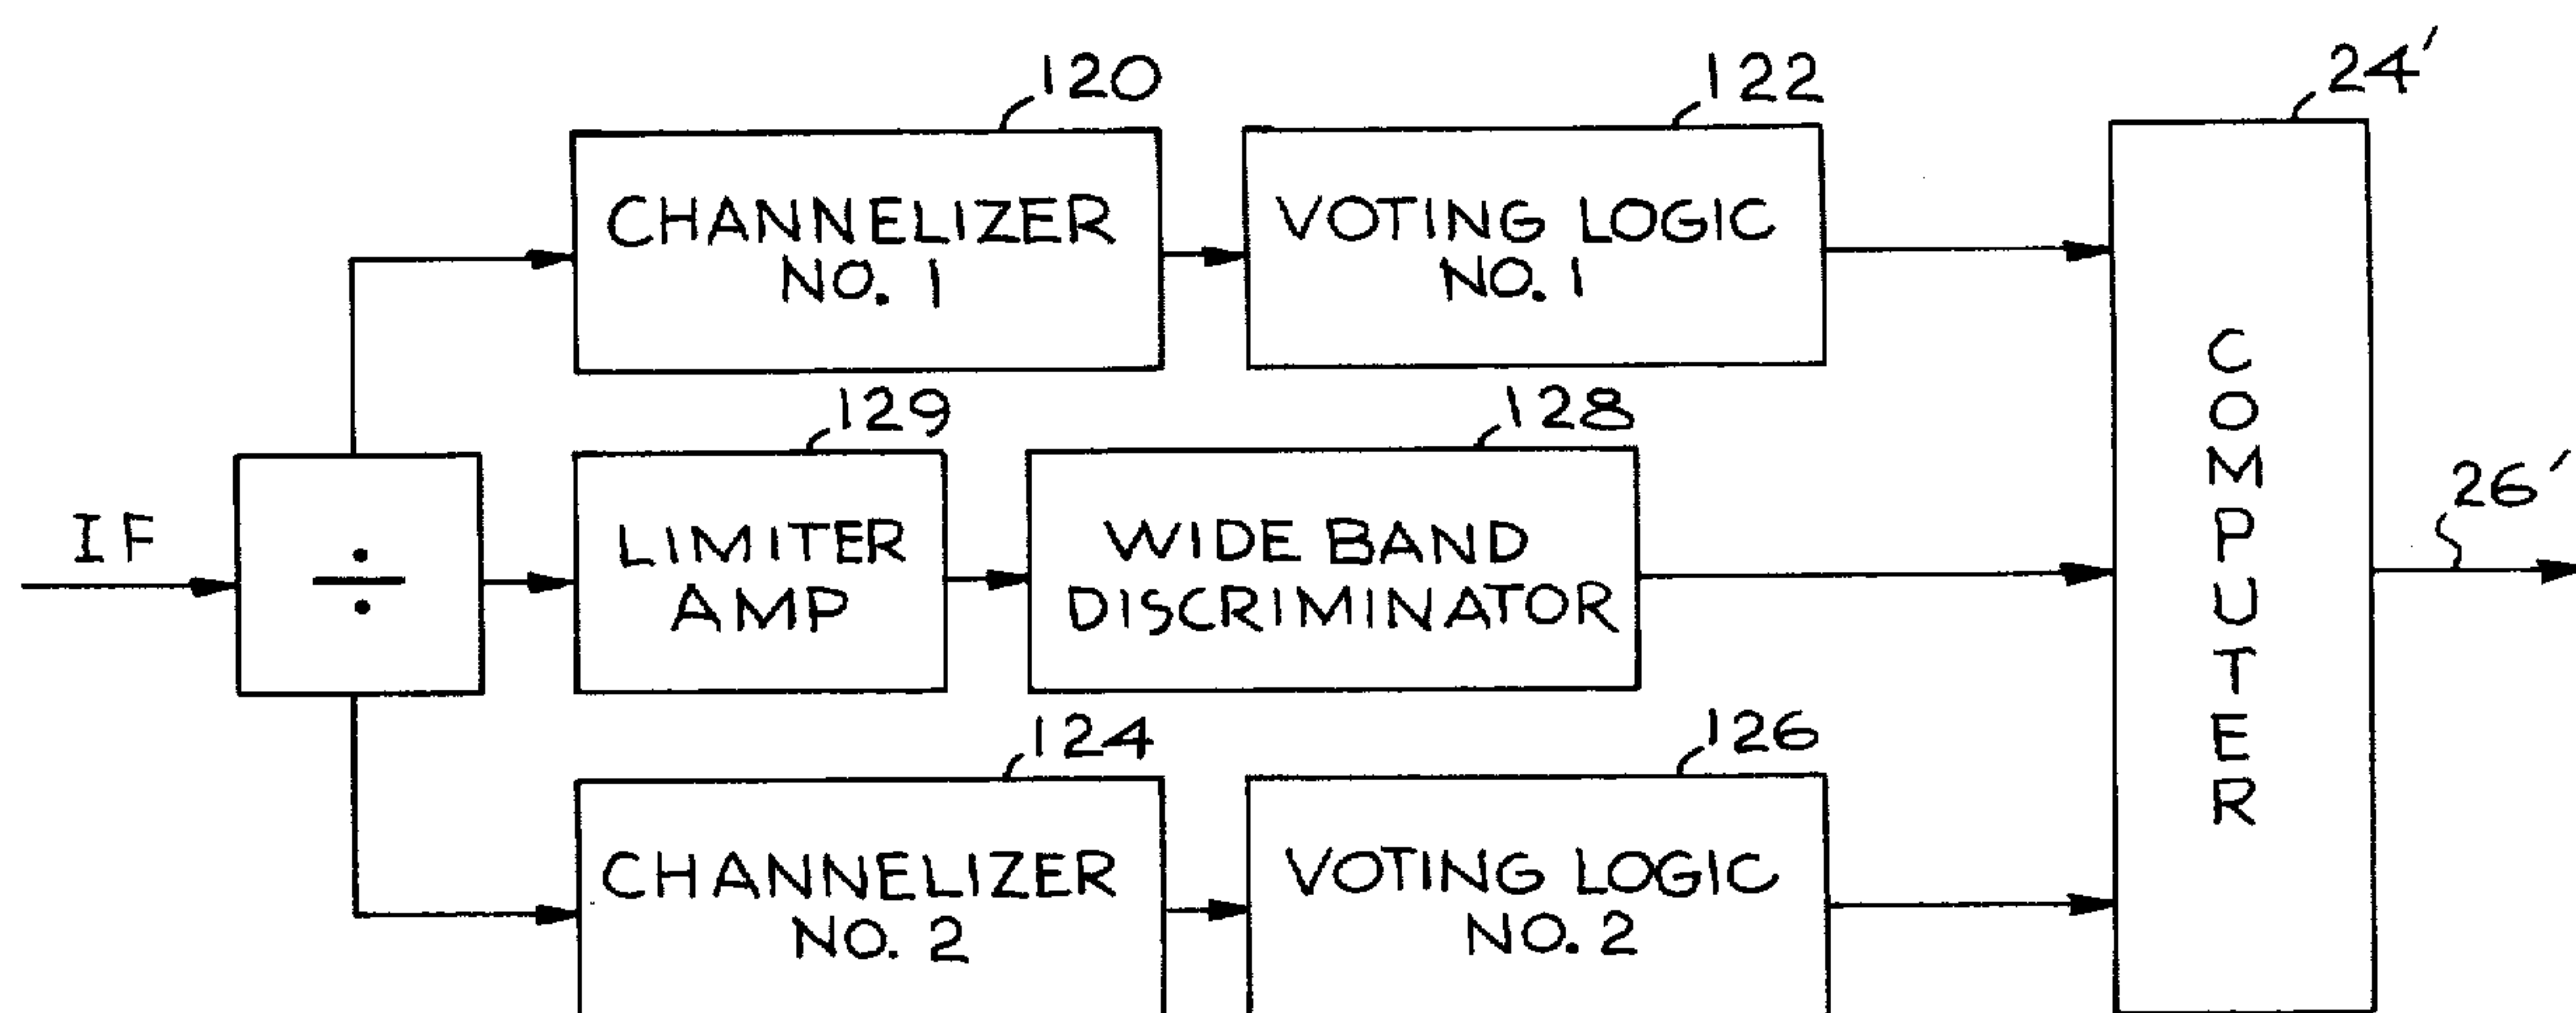 120
122
24'
CHANNELIZER
NO. 1
VOTING LOGIC
NO. 1
129
128
IF
÷
LIMITER
AMP
WIDE BAND
DISCRIMINATOR
COMPUTER
26'
124
126
CHANNELIZER
NO. 2
VOTING LOGIC
NO. 2